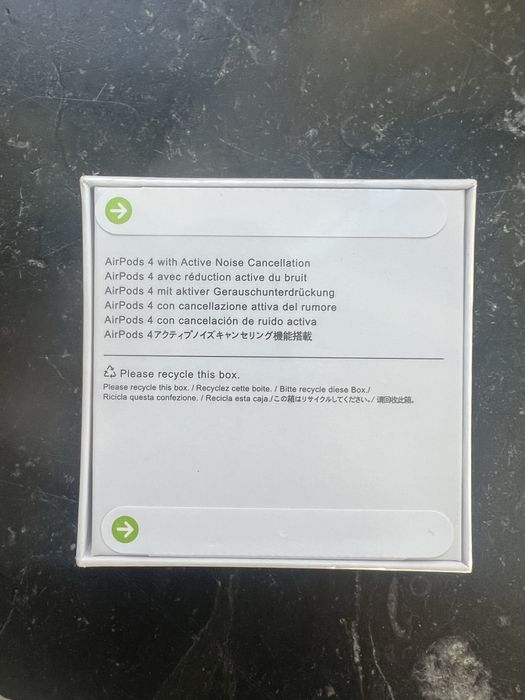 AirPods 4 with Active Noise Cancellation
AirPods 4 avec réduction active du bruit
AirPods 4 mit aktiver Gerauschunterdrückung
AirPods 4 con cancellazione attiva del rumore
AirPods 4 con cancelación de ruido activa
AirPods 4アクティブノイズキャンセリング機能搭載
Please recycle this box.
Please recycle this box. / Recyclez cette boite. / Bitte recycle diese Box./
Ricicla questa confezione. / Recicla esta caja./この箱はリサイクルしてください。/ 请回收此箱。